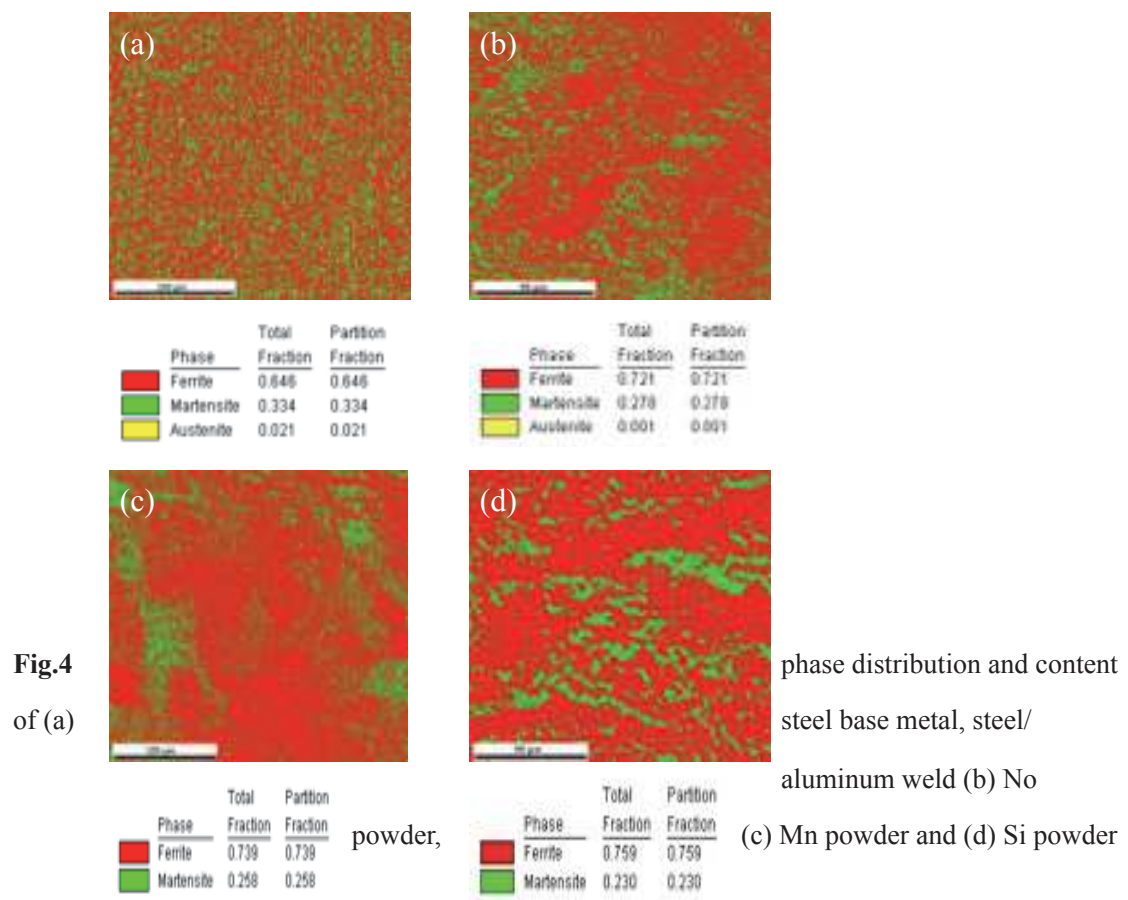 (a)
(b)
Total Partition
Phase Fraction Fraction
Ferrite 0.646 0.646
Martensite 0.334 0.334
Austenite 0.021 0.021
Total Partition
Phase Fraction Fraction
Ferrite 0.721 0.721
Martensite 0.278 0.278
Austenite 0.001 0.001
(c)
(d)
Fig.4 phase distribution and content
of (a) steel base metal, steel/
aluminum weld (b) No
powder, (c) Mn powder and (d) Si powder
Total Partition
Phase Fraction Fraction
Ferrite 0.739 0.739
Martensite 0.258 0.258
Total Partition
Phase Fraction Fraction
Ferrite 0.759 0.759
Martensite 0.230 0.230